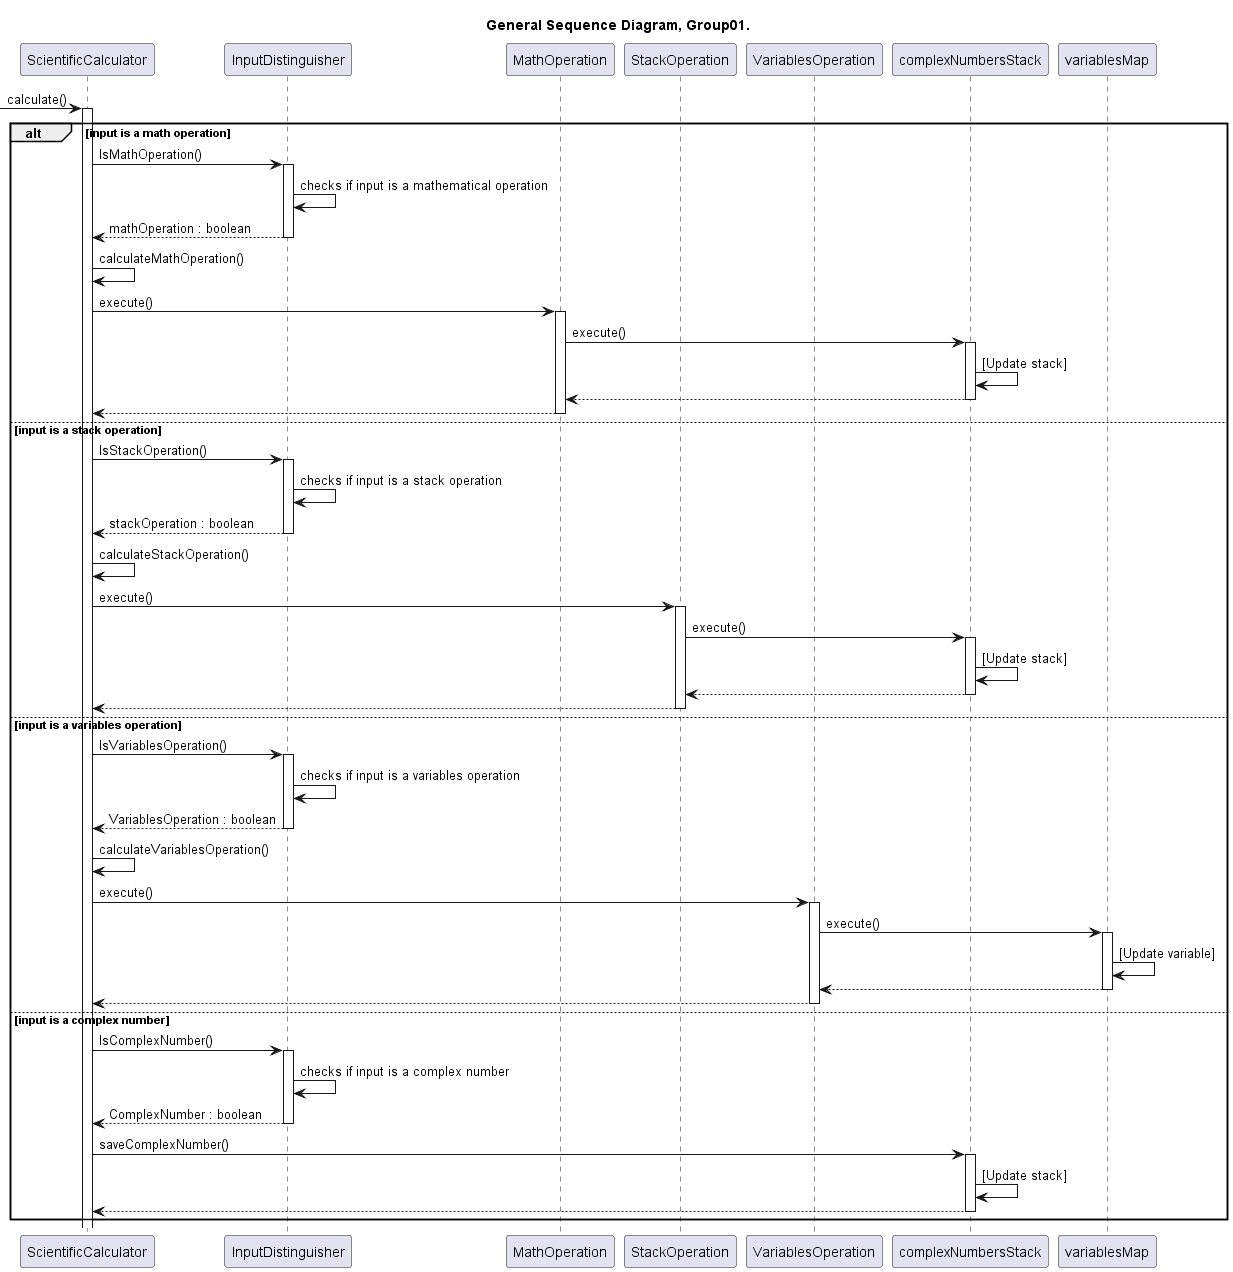 General Sequence Diagram, Group01.
ScientificCalculator InputDistinguisher MathOperation StackOperation VariablesOperation complexNumbersStack variablesMap
calculate()
alt [input is a math operation]
IsMathOperation()
checks if input is a mathematical operation
mathOperation : boolean
calculateMathOperation()
execute()
execute()
[Update stack]
[input is a stack operation]
IsStackOperation()
checks if input is a stack operation
stackOperation : boolean
calculateStackOperation()
execute()
execute()
[Update stack]
[input is a variables operation]
IsVariablesOperation()
checks if input is a variables operation
VariablesOperation : boolean
calculateVariablesOperation()
execute()
execute()
[Update variable]
[input is a complex number]
IsComplexNumber()
checks if input is a complex number
ComplexNumber : boolean
saveComplexNumber()
[Update stack]
ScientificCalculator InputDistinguisher MathOperation StackOperation VariablesOperation complexNumbersStack variablesMap